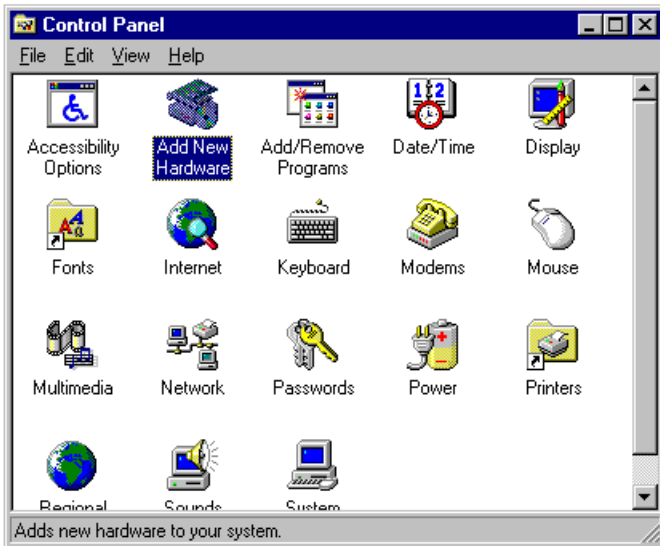 Control Panel
File Edit View Help
Accessibility Options
Add New Hardware
Add/Remove Programs
Date/Time
Display
Fonts
Internet
Keyboard
Modems
Mouse
Multimedia
Network
Passwords
Power
Printers
Regional
Sounds
System
Adds new hardware to your system.